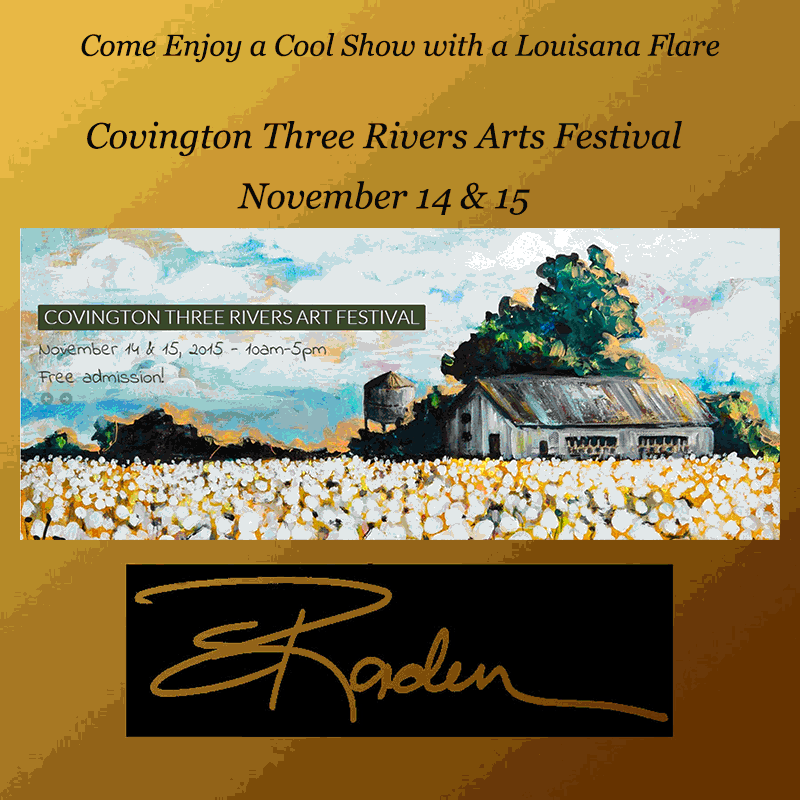 Come Enjoy a Cool Show with a Louisana Flare
Covington Three Rivers Arts Festival
November 14 & 15
COVINGTON THREE RIVERS ART FESTIVAL
November 14 & 15, 2015 - 10am-5pm
Free admission!
ERaden